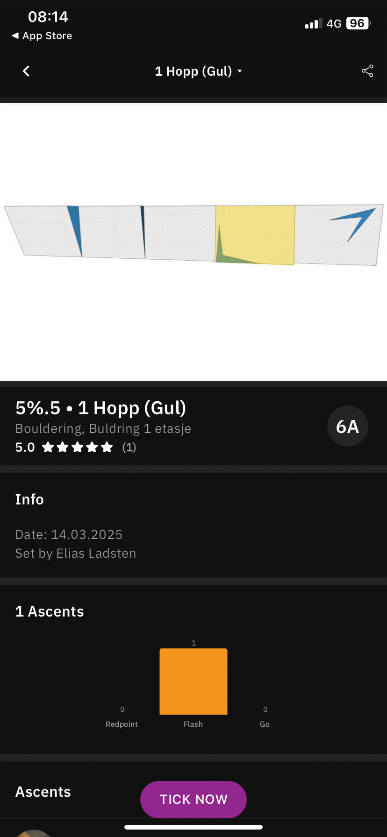 08:14
4G 96
App Store
1 Hopp (Gul)
5%.5 • 1 Hopp (Gul)
Bouldering, Buldring 1 etasje
6A
5.0 ★★★★★ (1)
Info
Date: 14.03.2025
Set by Elias Ladsten
1 Ascents
1
0
0
Redpoint
Flash
Go
Ascents
TICK NOW